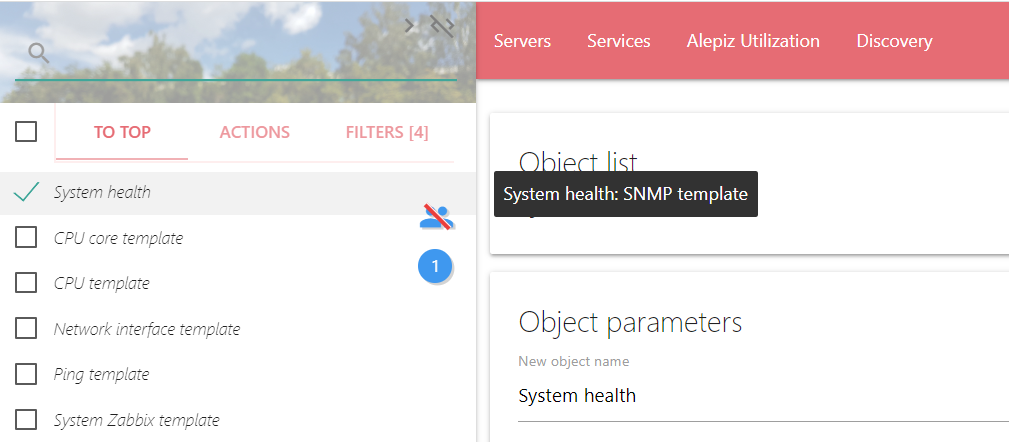 Servers Services Alepiz Utilization Discovery
TO TOP ACTIONS FILTERS [4]
System health
CPU core template
1
CPU template
Network interface template
Ping template
System Zabbix template
Object list
System health: SNMP template
Object parameters
New object name
System health